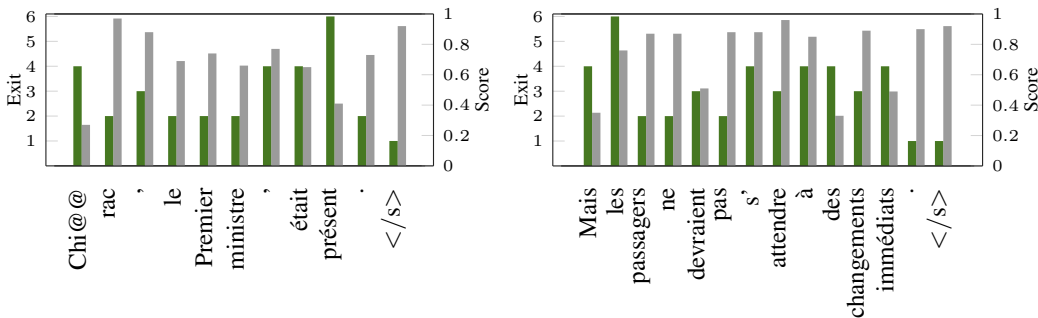 6
5
4
3
2
1
Exit
1
0.8
0.6
0.4
0.2
0
Score
Chi@@
rac
,
le
Premier
ministre
,
était
présent
.
</s>
6
5
4
3
2
1
Exit
1
0.8
0.6
0.4
0.2
0
Score
Mais
les
passagers
ne
devraient
pas
s'
attendre
à
des
changements
immédiats
.
</s>